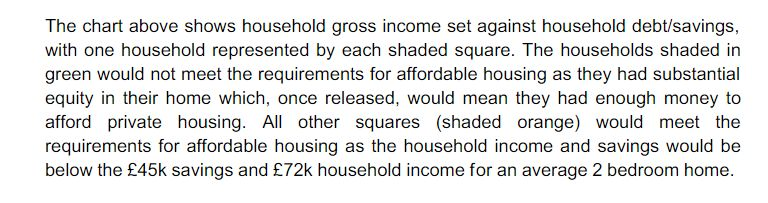 The chart above shows household gross income set against household debt/savings,
with one household represented by each shaded square. The households shaded in
green would not meet the requirements for affordable housing as they had substantial
equity in their home which, once released, would mean they had enough money to
afford private housing. All other squares (shaded orange) would meet the
requirements for affordable housing as the household income and savings would be
below the £45k savings and £72k household income for an average 2 bedroom home.